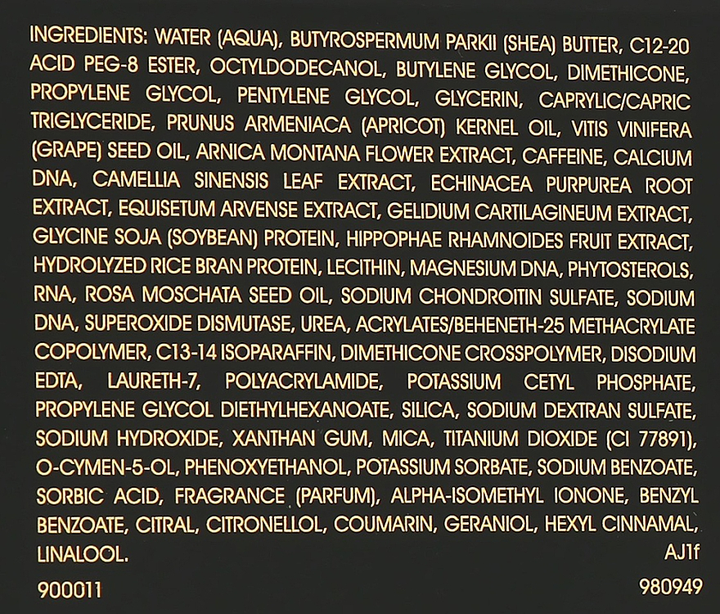 INGREDIENTS: WATER (AQUA), BUTYROSPERMUM PARKII (SHEA) BUTTER, C12-20
ACID PEG-8 ESTER, OCTYLDODECANOL, BUTYLENE GLYCOL, DIMETHICONE,
PROPYLENE GLYCOL, PENTYLENE GLYCOL, GLYCERIN, CAPRYLIC/CAPRIC
TRIGLYCERIDE, PRUNUS ARMENIACA (APRICOT) KERNEL OIL, VITIS VINIFERA
(GRAPE) SEED OIL, ARNICA MONTANA FLOWER EXTRACT, CAFFEINE, CALCIUM
DNA, CAMELLIA SINENSIS LEAF EXTRACT, ECHINACEA PURPUREA ROOT
EXTRACT, EQUISETUM ARVENSE EXTRACT, GELIDIUM CARTILAGINEUM EXTRACT,
GLYCINE SOJA (SOYBEAN) PROTEIN, HIPPOPHAE RHAMNOIDES FRUIT EXTRACT,
HYDROLYZED RICE BRAN PROTEIN, LECITHIN, MAGNESIUM DNA, PHYTOSTEROLS,
RNA, ROSA MOSCHATA SEED OIL, SODIUM CHONDROITIN SULFATE, SODIUM
DNA, SUPEROXIDE DISMUTASE, UREA, ACRYLATES/BEHENETH-25 METHACRYLATE
COPOLYMER, C13-14 ISOPARAFFIN, DIMETHICONE CROSSPOLYMER, DISODIUM
EDTA, LAURETH-7, POLYACRYLAMIDE, POTASSIUM CETYL PHOSPHATE,
PROPYLENE GLYCOL DIETHYLHEXANOATE, SILICA, SODIUM DEXTRAN SULFATE,
SODIUM HYDROXIDE, XANTHAN GUM, MICA, TITANIUM DIOXIDE (CI 77891),
O-CYMEN-5-OL, PHENOXYETHANOL, POTASSIUM SORBATE, SODIUM BENZOATE,
SORBIC ACID, FRAGRANCE (PARFUM), ALPHA-ISOMETHYL IONONE, BENZYL
BENZOATE, CITRAL, CITRONELLOL, COUMARIN, GERANIOL, HEXYL CINNAMAL,
LINALOOL. AJ1f
900011 980949